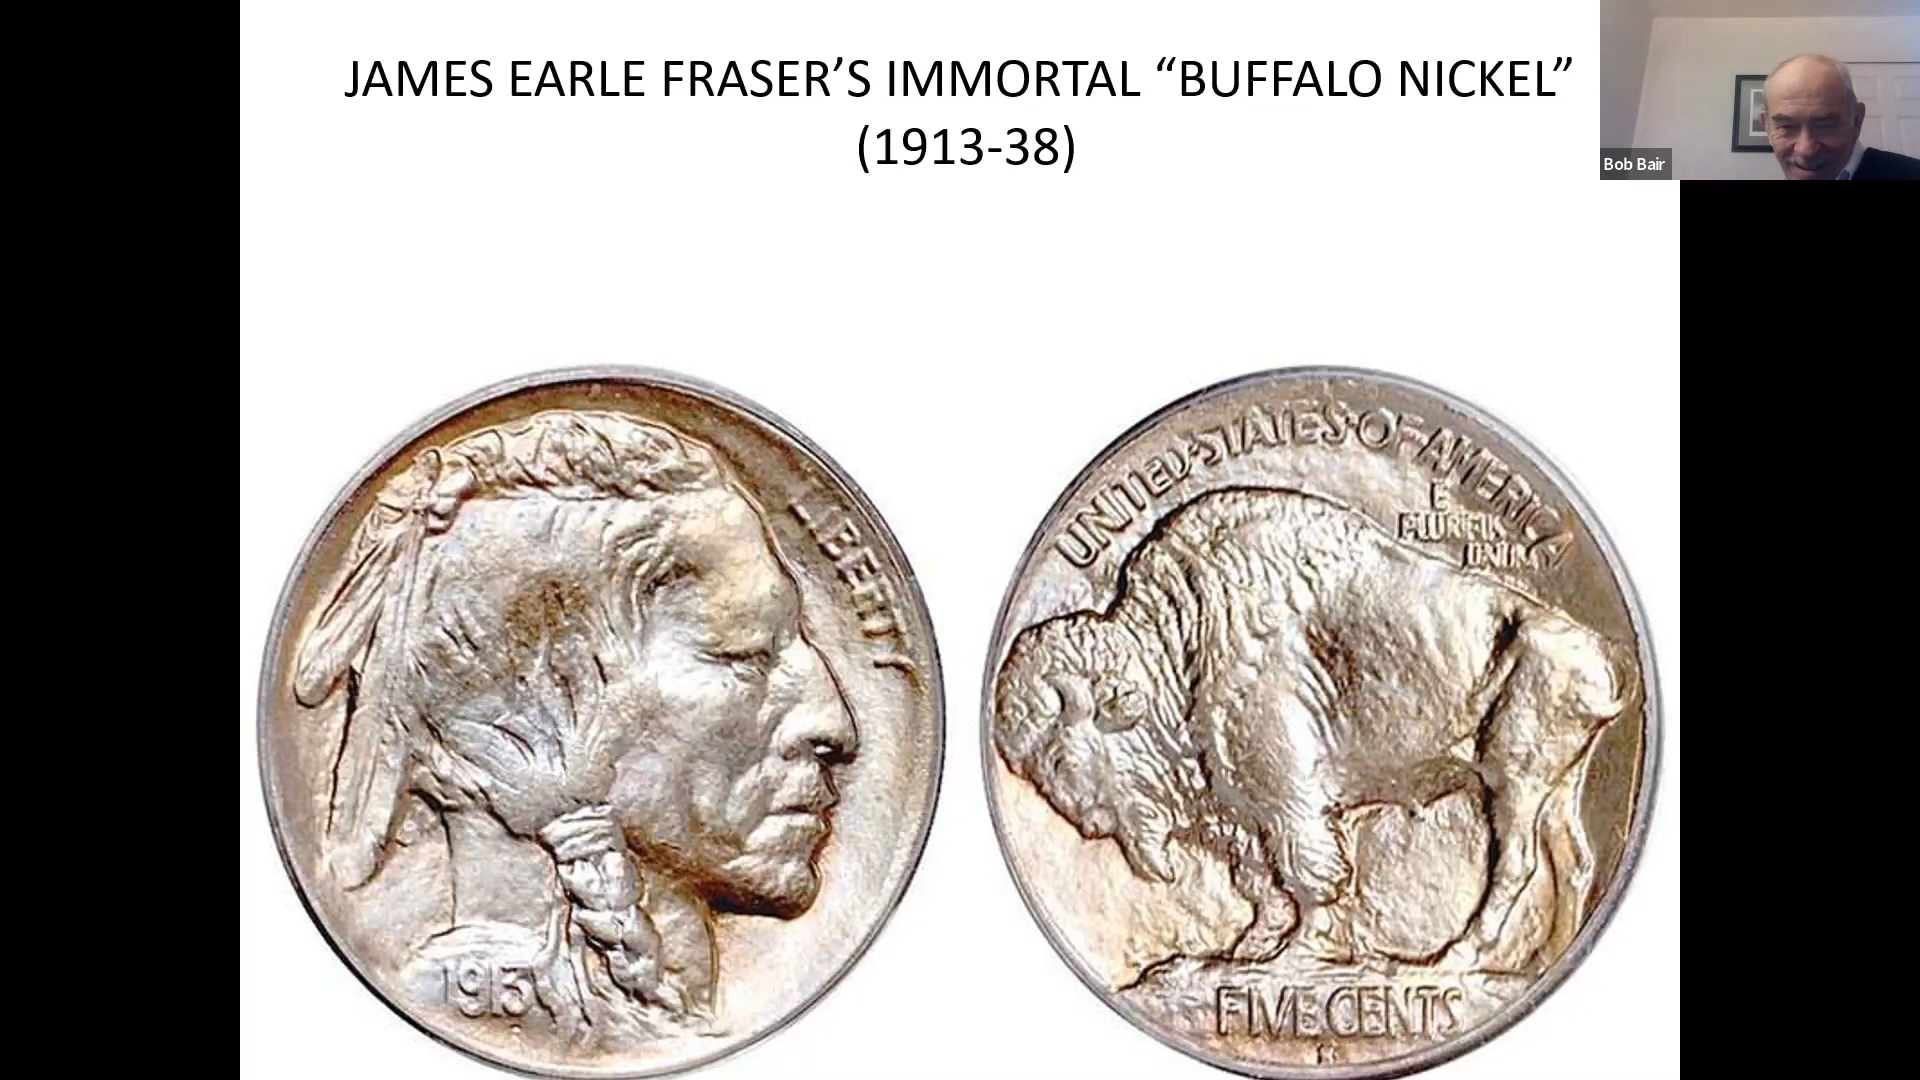 JAMES EARLE FRASER’S IMMORTAL “BUFFALO NICKEL”
(1913-38)
Bob Bair
LIBERTY
1913
UNITED·STATES·OF·AMERICA
E
PLURIBUS
UNUM
FIVE CENTS